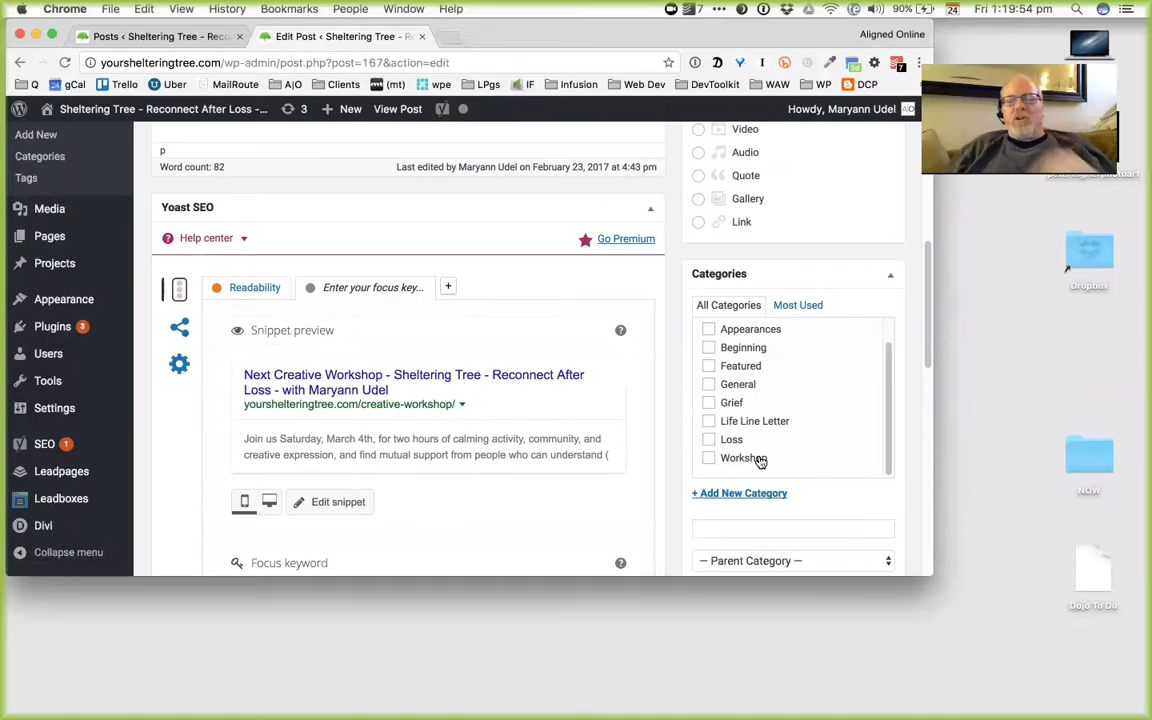 Chrome File Edit View History Bookmarks People Window Help 7 90% 24 Fri 1:19:54 pm
Posts ‹ Sheltering Tree - Reco
Edit Post ‹ Sheltering Tree - R
Aligned Online
yourshelteringtree.com/wp-admin/post.php?post=167&action=edit
Q gCal Trello Uber MailRoute A|O Clients (mt) wpe LPgs IF Infusion Web Dev DevToolkit WAW WP DCP
Sheltering Tree - Reconnect After Loss -... 3 New View Post Howdy, Maryann Udel
Add New
Categories
Tags
Media
Pages
Projects
Appearance
Plugins 3
Users
Tools
Settings
SEO 1
Leadpages
Leadboxes
Divi
Collapse menu
p
Word count: 82 Last edited by Maryann Udel on February 23, 2017 at 4:43 pm
Yoast SEO
Help center Go Premium
Readability Enter your focus key... +
Snippet preview
Next Creative Workshop - Sheltering Tree - Reconnect After
Loss - with Maryann Udel
yourshelteringtree.com/creative-workshop/
Join us Saturday, March 4th, for two hours of calming activity, community, and
creative expression, and find mutual support from people who can understand (
Edit snippet
Focus keyword
Video
Audio
Quote
Gallery
Link
Categories
All Categories Most Used
Appearances
Beginning
Featured
General
Grief
Life Line Letter
Loss
Workshop
+ Add New Category
— Parent Category —
Dropbox
NOW
Dojo To Do